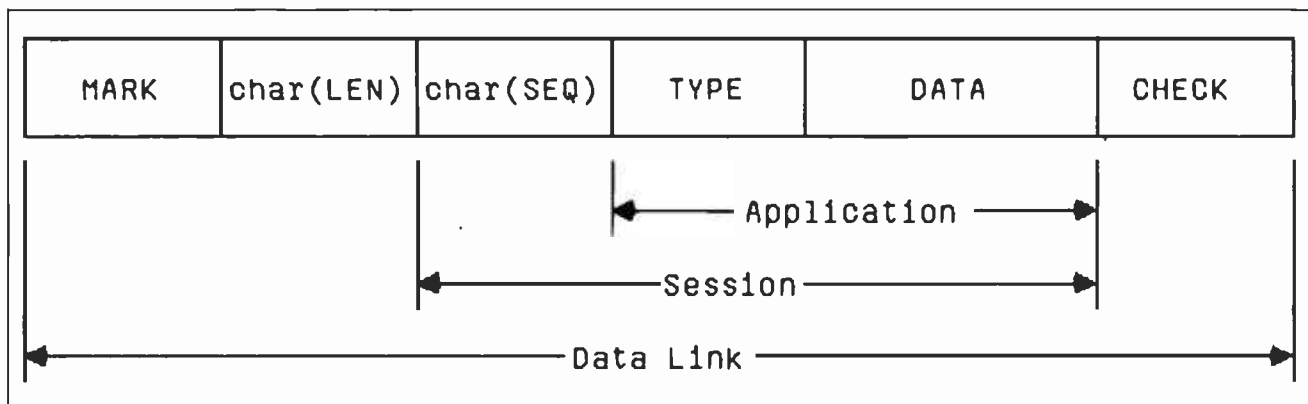 MARK char(LEN) char(SEQ) TYPE DATA CHECK
Application
Session
Data Link